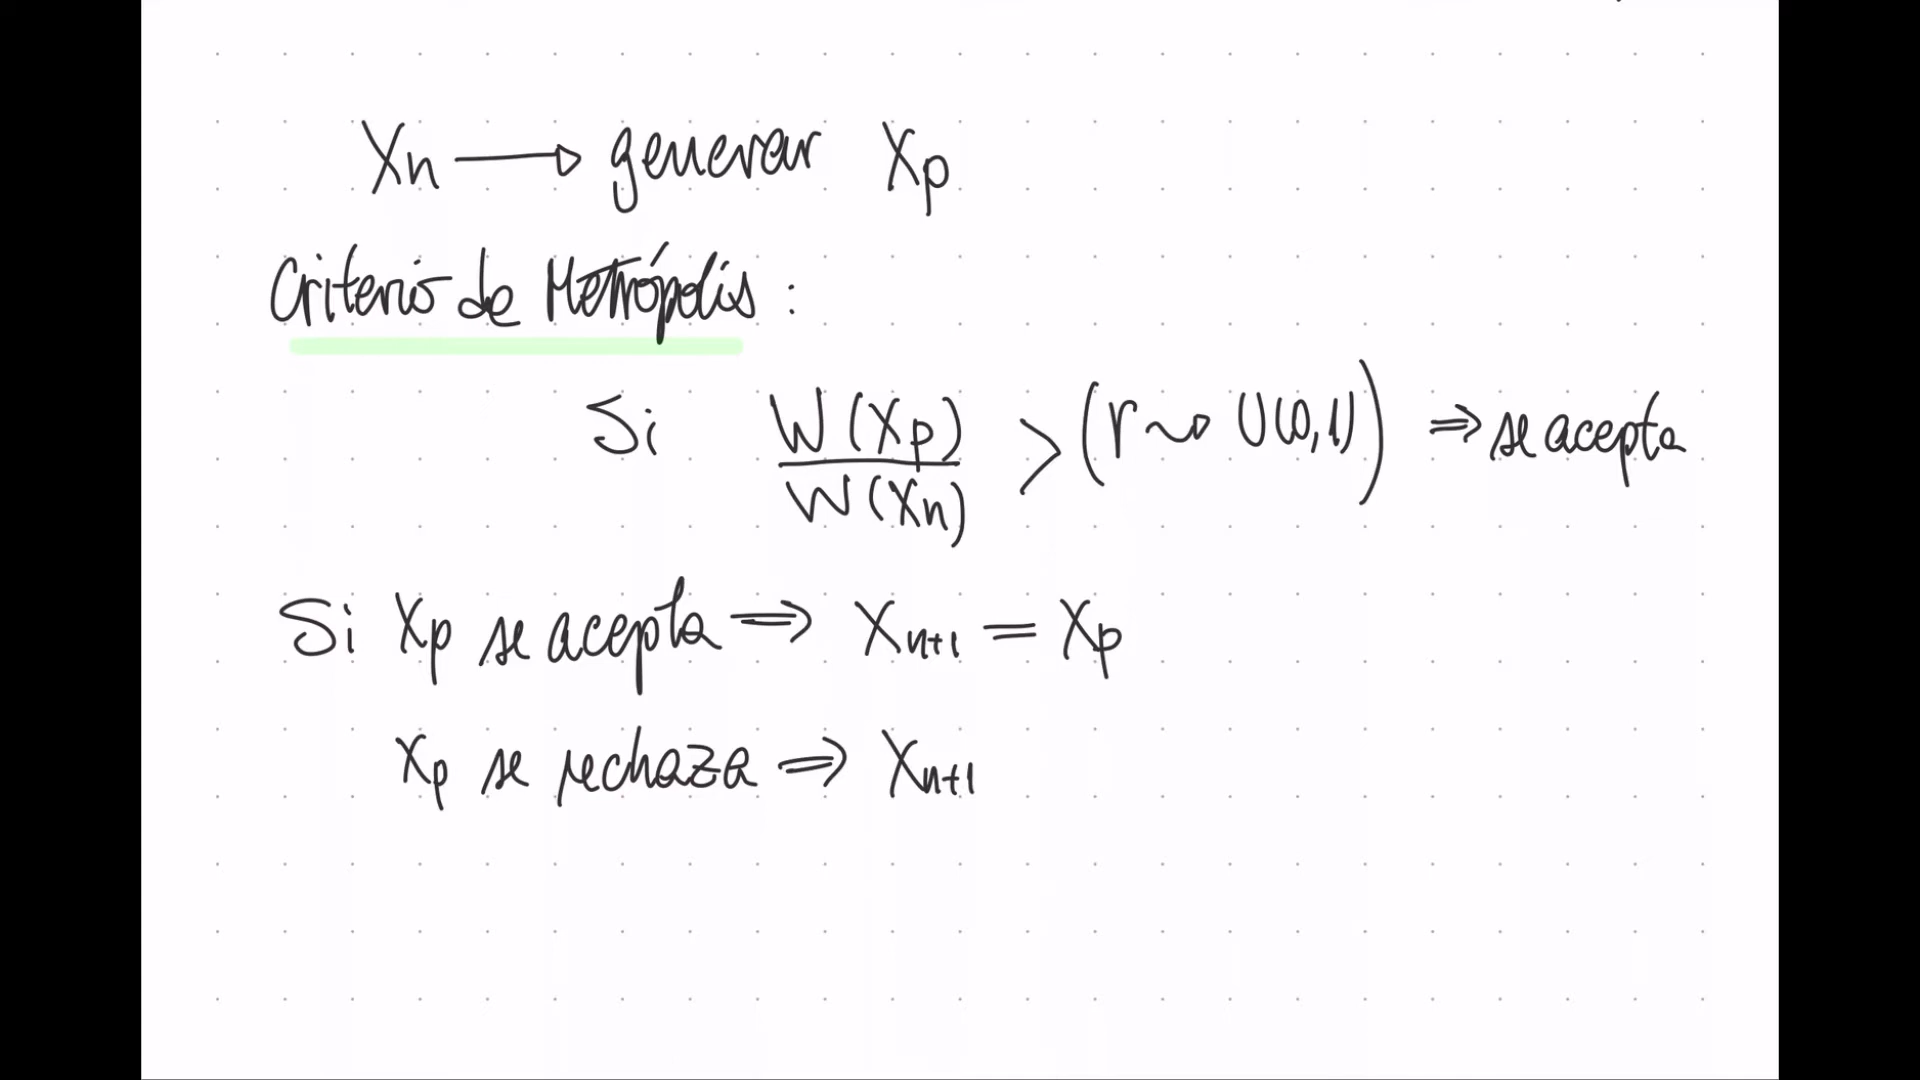 Xn → generar Xp
Criterio de Metrópolis :
Si W(Xp) / W(Xn) > (r ~ U(0,1)) ⇒ se acepta
Si Xp se acepta ⇒ Xn+1 = Xp
Xp se rechaza ⇒ Xn+1